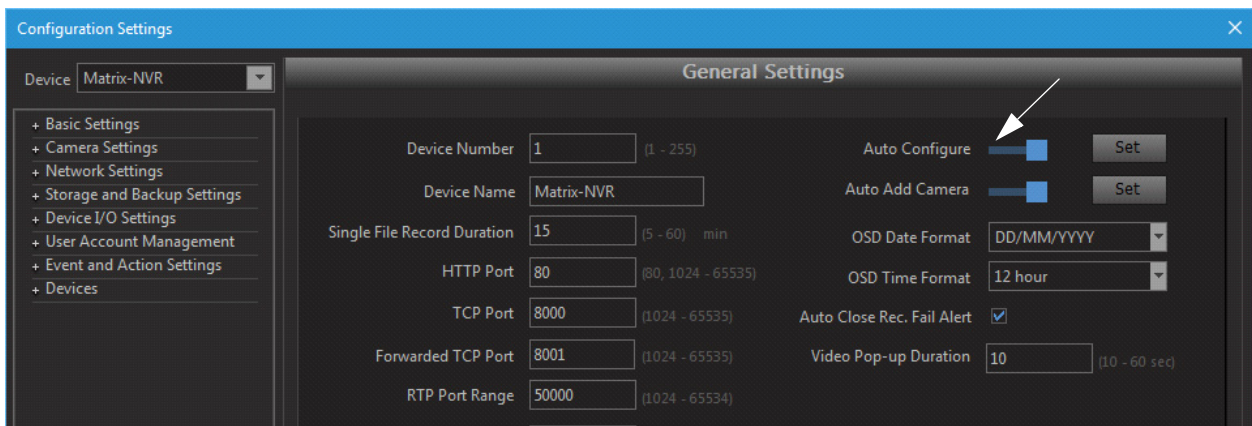 Configuration Settings
Device Matrix-NVR
General Settings
+ Basic Settings
+ Camera Settings
+ Network Settings
+ Storage and Backup Settings
+ Device I/O Settings
+ User Account Management
+ Event and Action Settings
+ Devices
Device Number 1 (1 - 255)
Device Name Matrix-NVR
Single File Record Duration 15 (5 - 60) min
HTTP Port 80 (80, 1024 - 65535)
TCP Port 8000 (1024 - 65535)
Forwarded TCP Port 8001 (1024 - 65535)
RTP Port Range 50000 (1024 - 65534)
Auto Configure Set
Auto Add Camera Set
OSD Date Format DD/MM/YYYY
OSD Time Format 12 hour
Auto Close Rec. Fail Alert
Video Pop-up Duration 10 (10 - 60 sec)